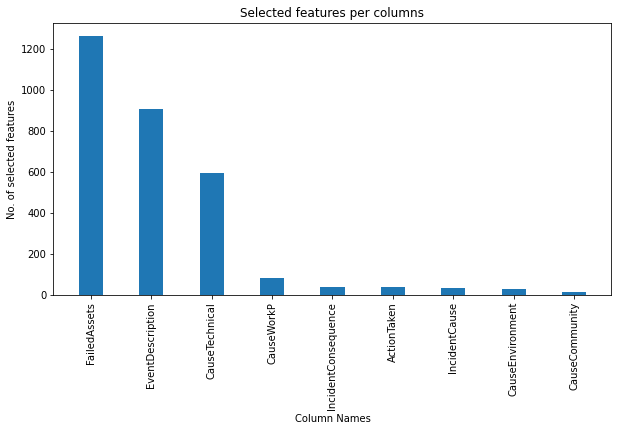 Selected features per columns
No. of selected features
1200
1000
800
600
400
200
0
FailedAssets
EventDescription
CauseTechnical
CauseWorkP
IncidentConsequence
ActionTaken
IncidentCause
CauseEnvironment
CauseCommunity
Column Names